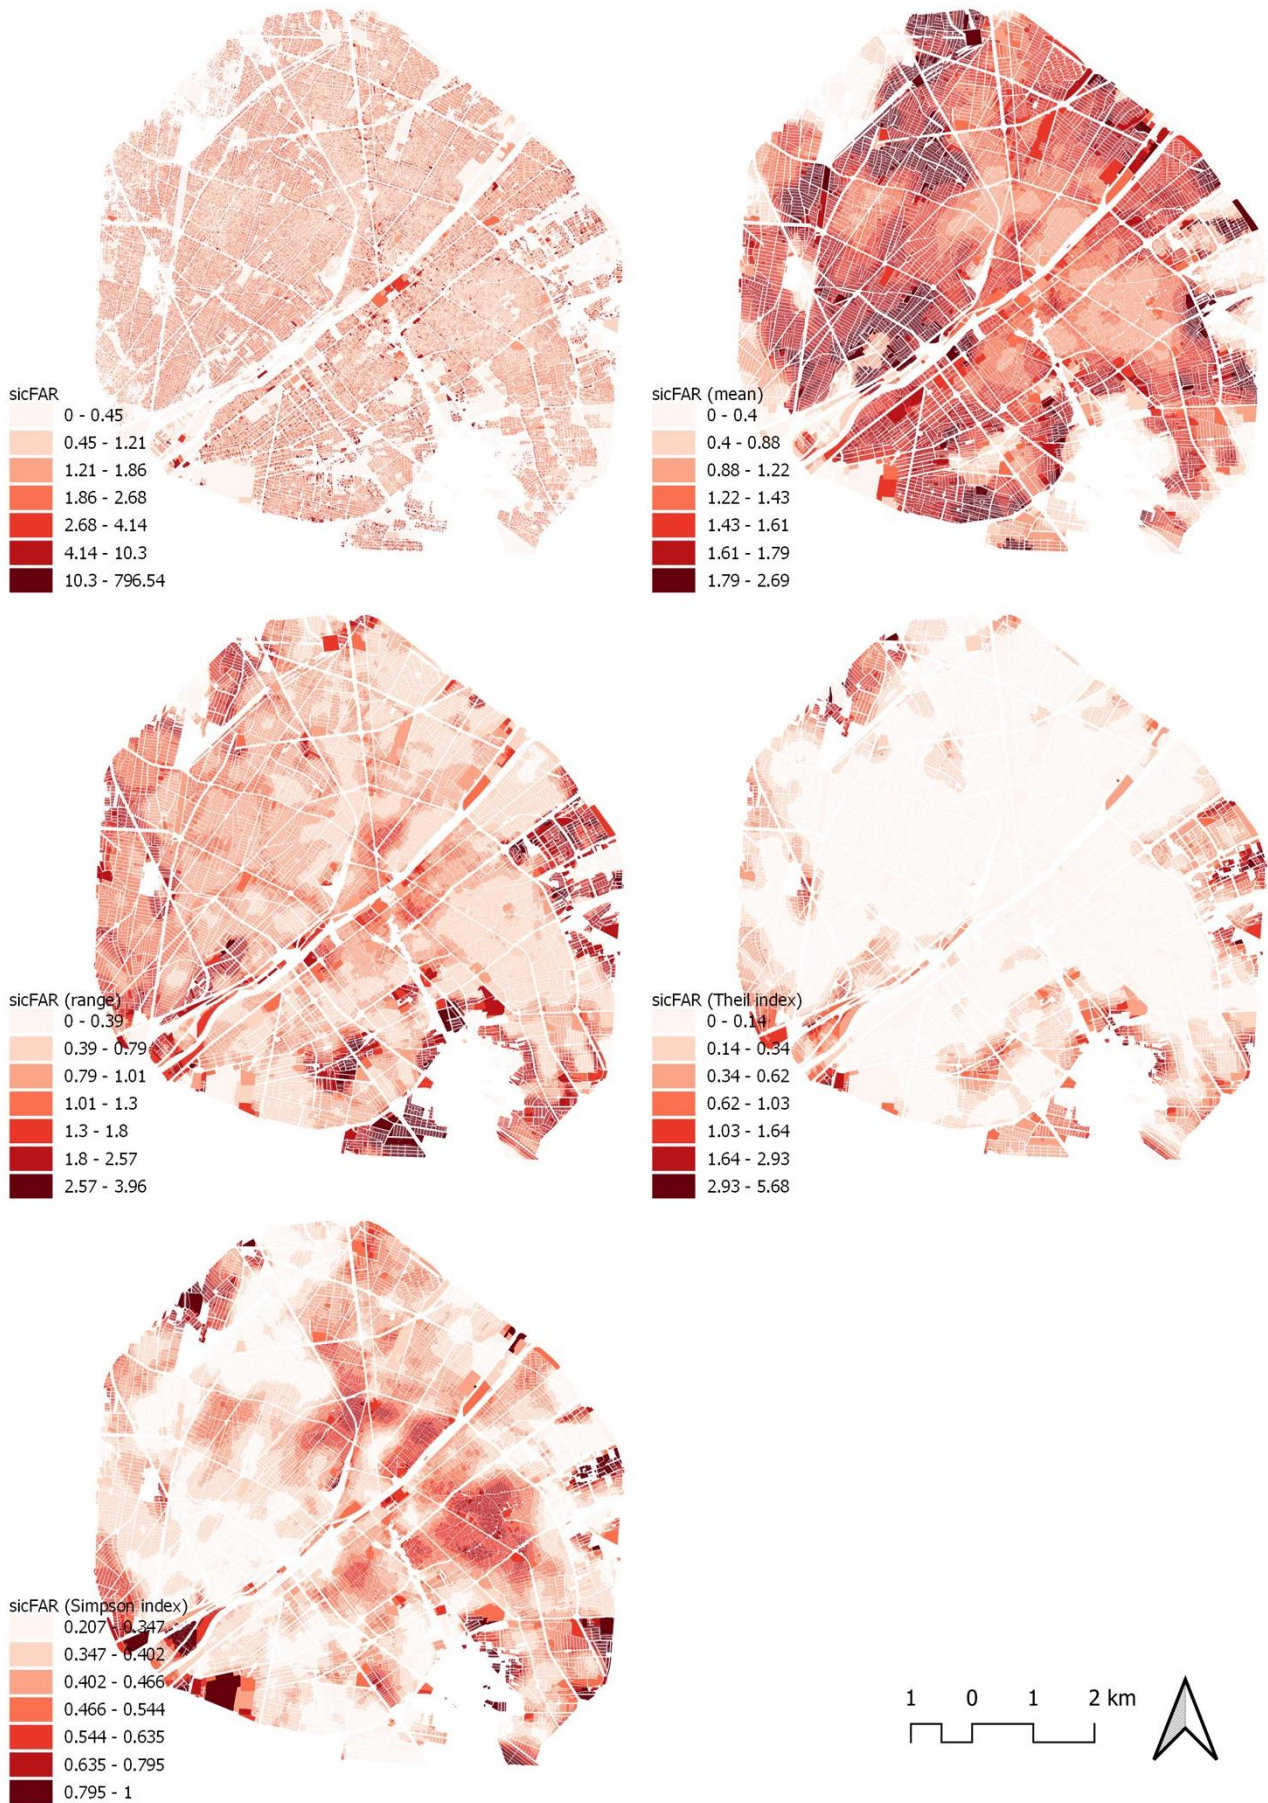 sicFAR
0 - 0.45
0.45 - 1.21
1.21 - 1.86
1.86 - 2.68
2.68 - 4.14
4.14 - 10.3
10.3 - 796.54
sicFAR (mean)
0 - 0.4
0.4 - 0.88
0.88 - 1.22
1.22 - 1.43
1.43 - 1.61
1.61 - 1.79
1.79 - 2.69
sicFAR (range)
0 - 0.39
0.39 - 0.79
0.79 - 1.01
1.01 - 1.3
1.3 - 1.8
1.8 - 2.57
2.57 - 3.96
sicFAR (Theil index)
0 - 0.14
0.14 - 0.34
0.34 - 0.62
0.62 - 1.03
1.03 - 1.64
1.64 - 2.93
2.93 - 5.68
sicFAR (Simpson index)
0.207 - 0.347
0.347 - 0.402
0.402 - 0.466
0.466 - 0.544
0.544 - 0.635
0.635 - 0.795
0.795 - 1
1 0 1 2 km